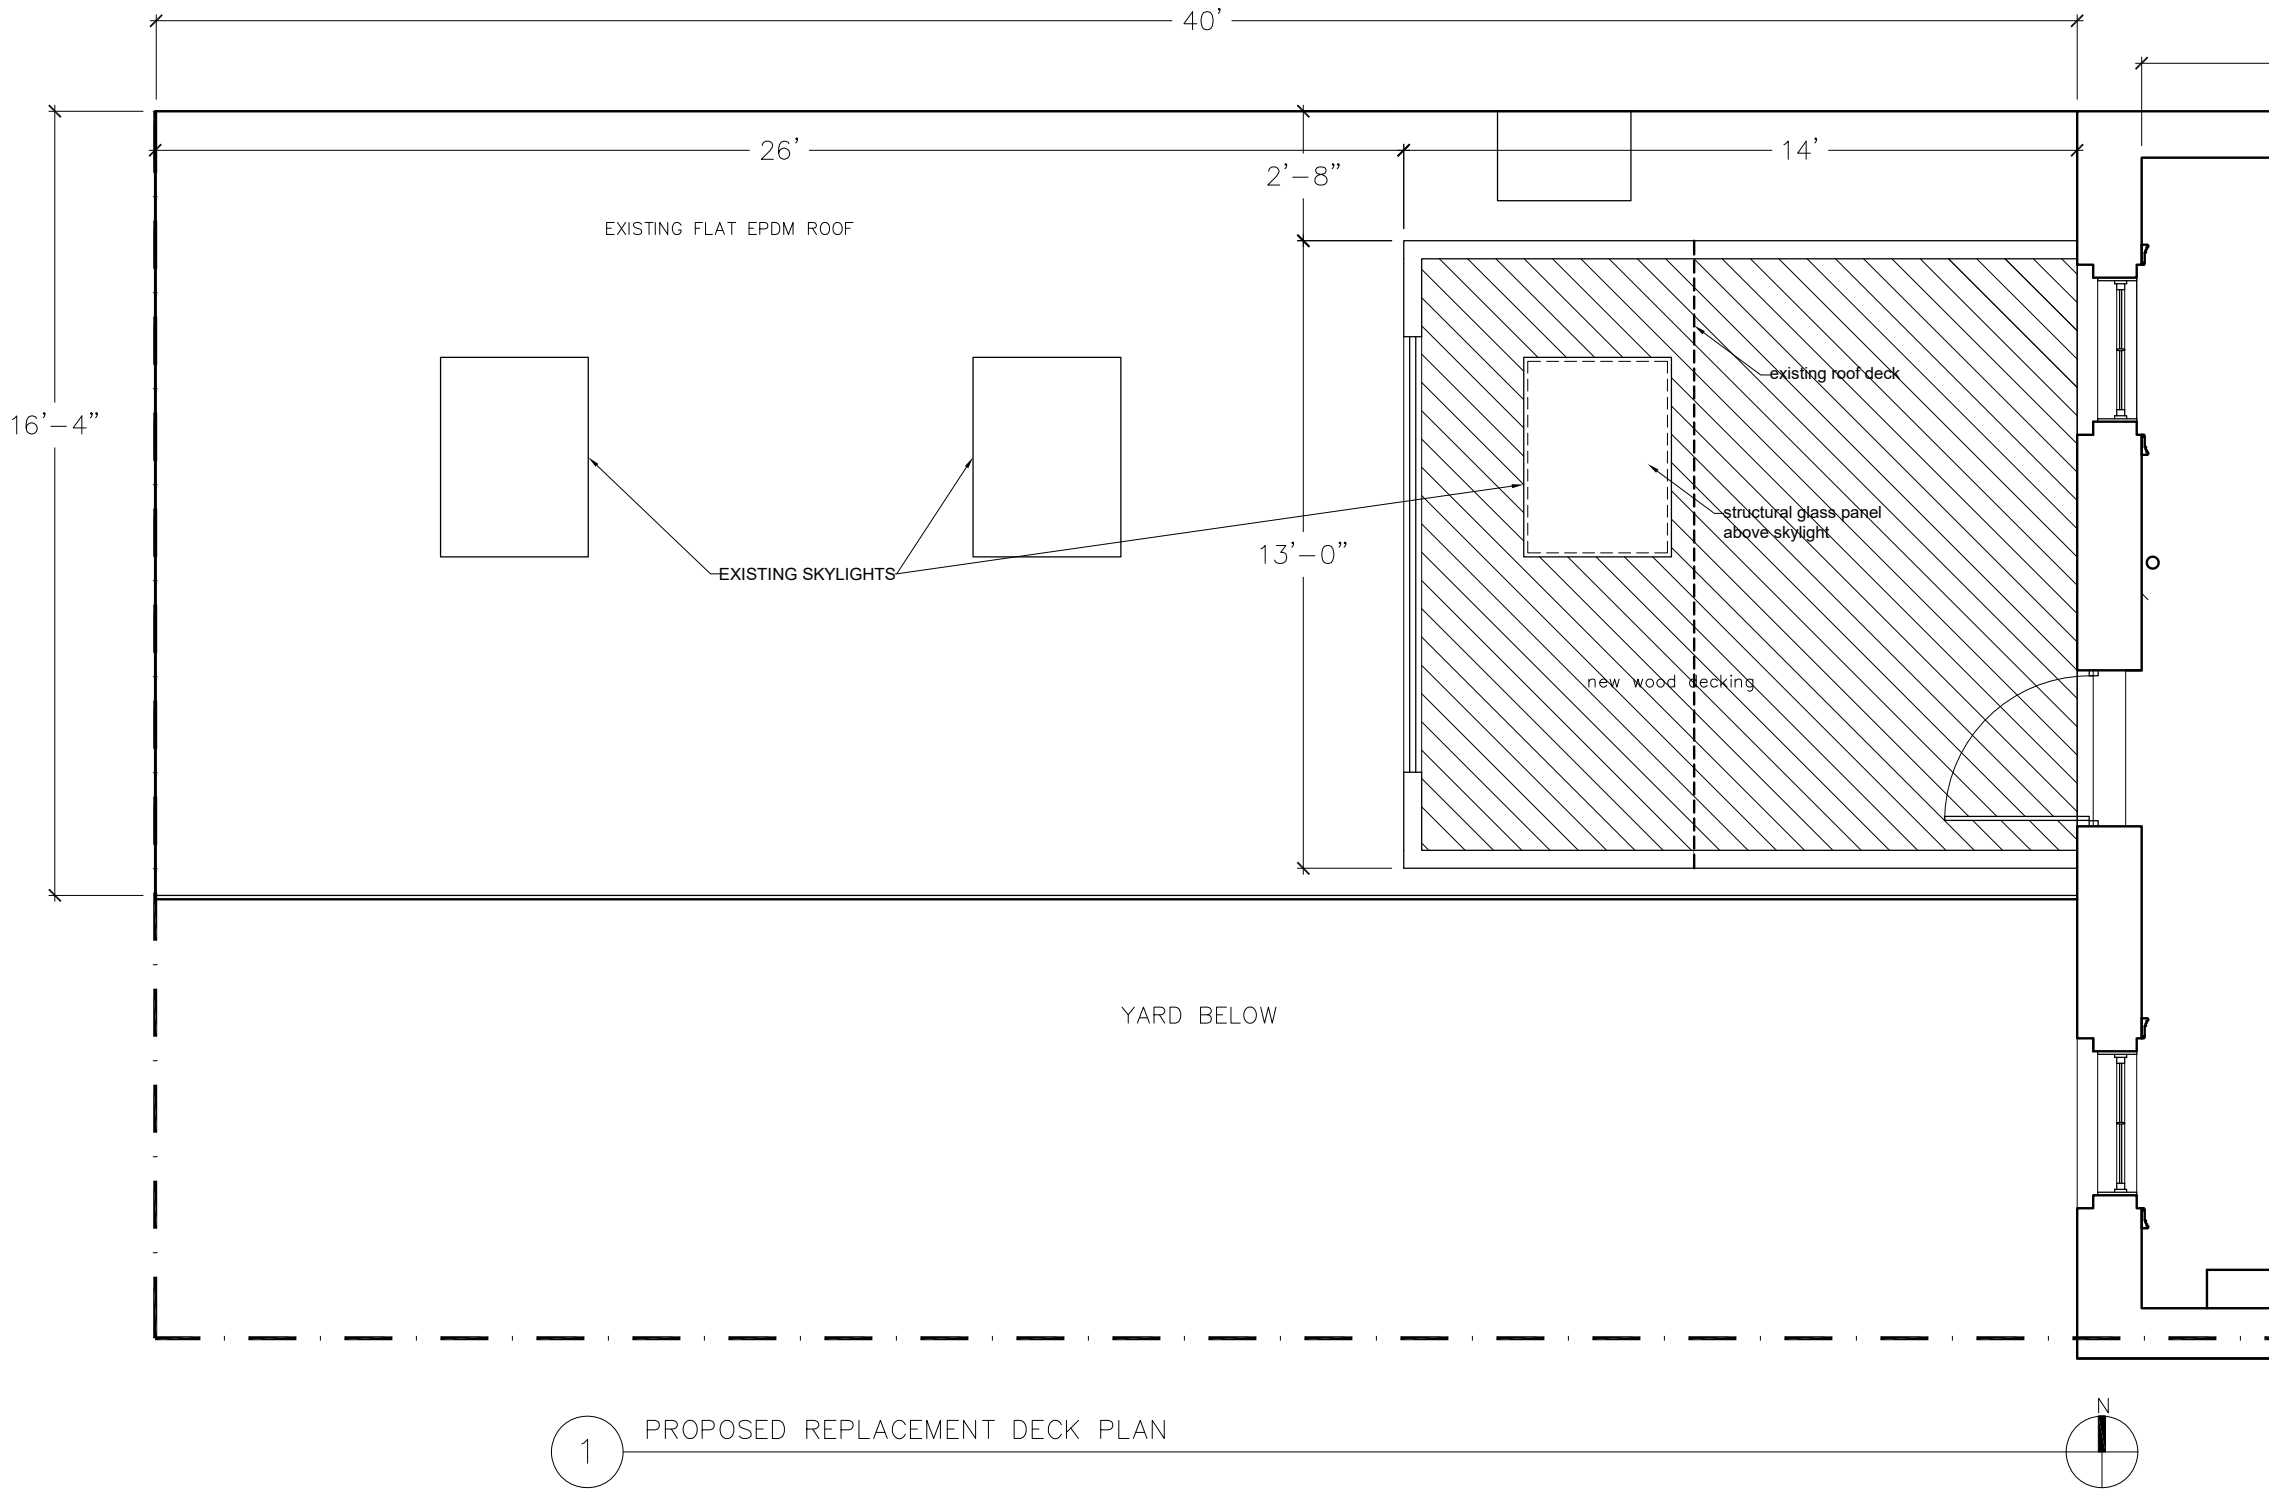 40'
26'
14'
2'-8"
EXISTING FLAT EPDM ROOF
existing roof deck
16'-4"
structural glass panel
above skylight
13'-0"
EXISTING SKYLIGHTS
new wood decking
YARD BELOW
N
1
PROPOSED REPLACEMENT DECK PLAN